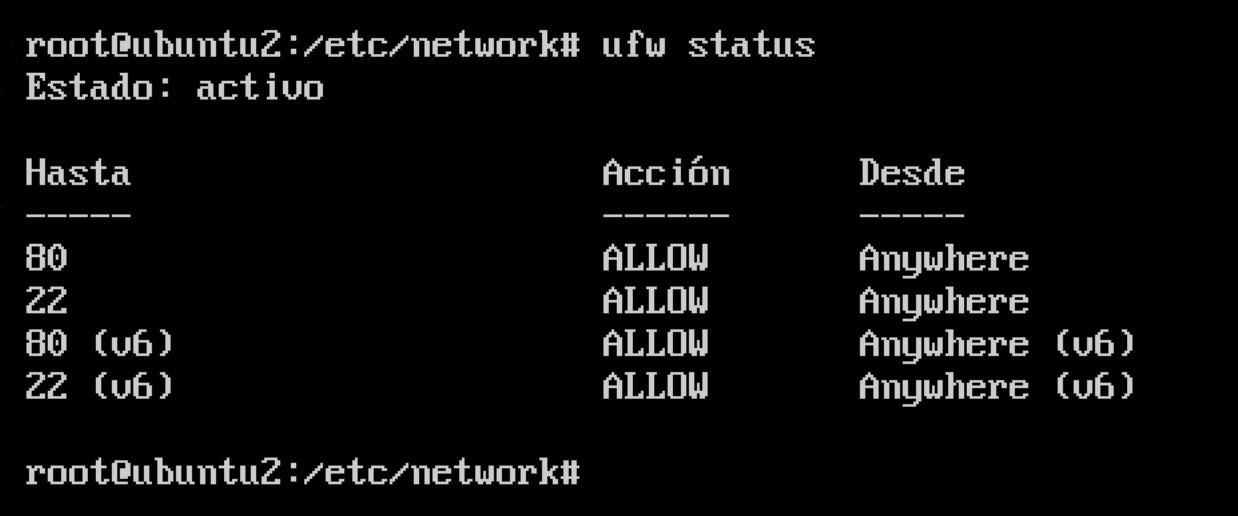 root@ubuntu2:/etc/network# ufw status
Estado: activo
Hasta Acción Desde
----- ------ -----
80 ALLOW Anywhere
22 ALLOW Anywhere
80 (v6) ALLOW Anywhere (v6)
22 (v6) ALLOW Anywhere (v6)
root@ubuntu2:/etc/network#